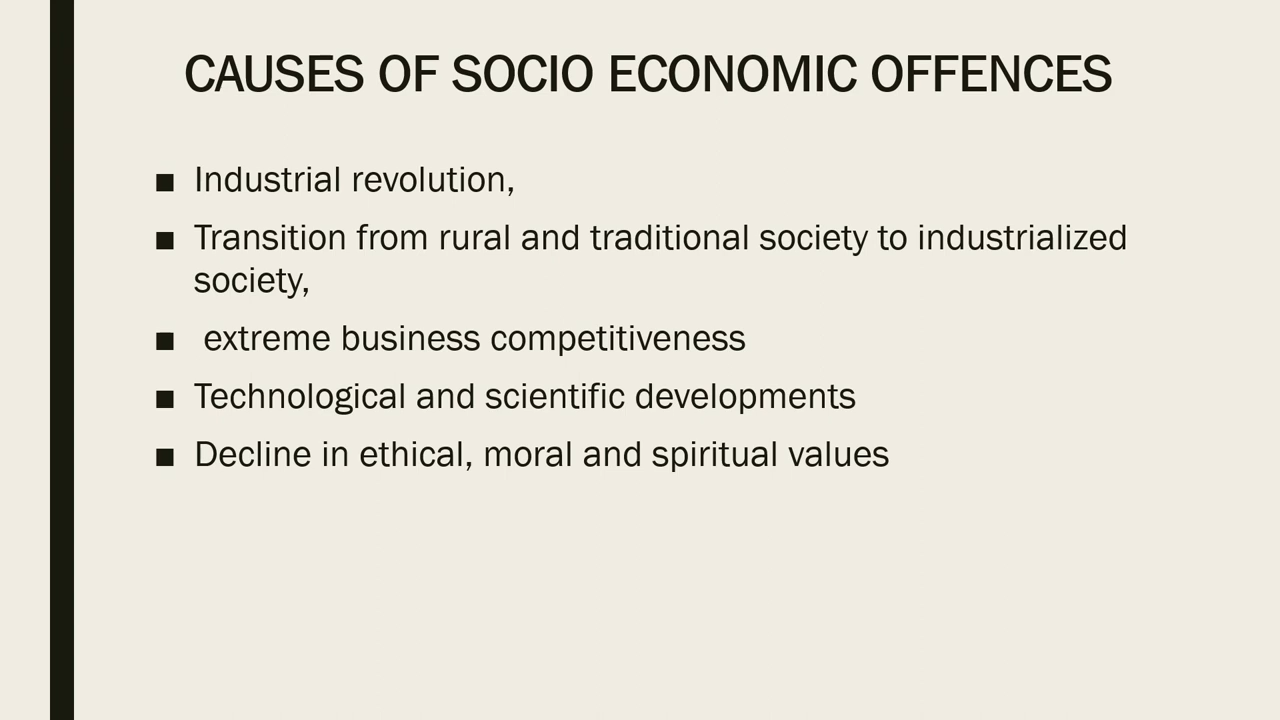 CAUSES OF SOCIO ECONOMIC OFFENCES
■ Industrial revolution,
■ Transition from rural and traditional society to industrialized
society,
■ extreme business competitiveness
■ Technological and scientific developments
■ Decline in ethical, moral and spiritual values